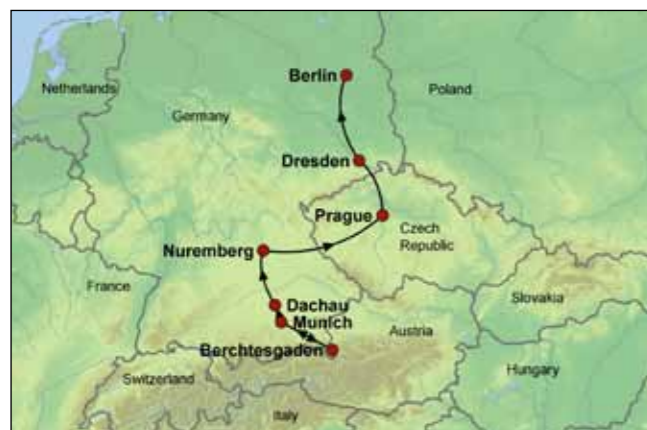 Berlin
Netherlands
Poland
Germany
Dresden
Prague
Czech
Republic
Nuremberg
France
Dachau
Slovakia
Munich
Austria
Berchtesgaden
Hungary
Switzerland
Italy